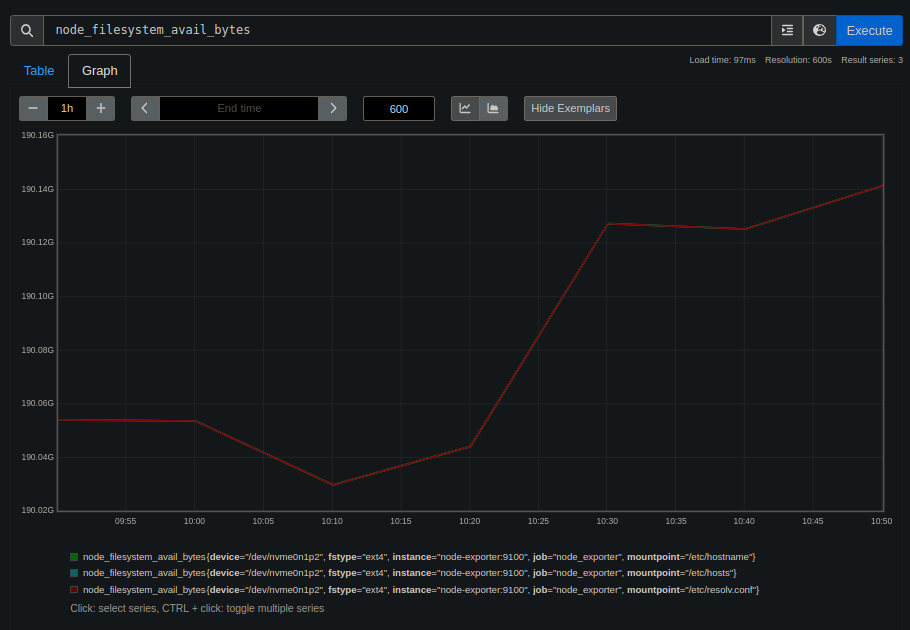 node_filesystem_avail_bytes
Execute
Load time: 97ms Resolution: 600s Result series: 3
Table
Graph
1h
End time
600
Hide Exemplars
190.16G
190.14G
190.12G
190.10G
190.08G
190.06G
190.04G
190.02G
09:55 10:00 10:05 10:10 10:15 10:20 10:25 10:30 10:35 10:40 10:45 10:50
node_filesystem_avail_bytes{device="/dev/nvme0n1p2", fstype="ext4", instance="node-exporter:9100", job="node_exporter", mountpoint="/etc/hostname"}
node_filesystem_avail_bytes{device="/dev/nvme0n1p2", fstype="ext4", instance="node-exporter:9100", job="node_exporter", mountpoint="/etc/hosts"}
node_filesystem_avail_bytes{device="/dev/nvme0n1p2", fstype="ext4", instance="node-exporter:9100", job="node_exporter", mountpoint="/etc/resolv.conf"}
Click: select series, CTRL + click: toggle multiple series